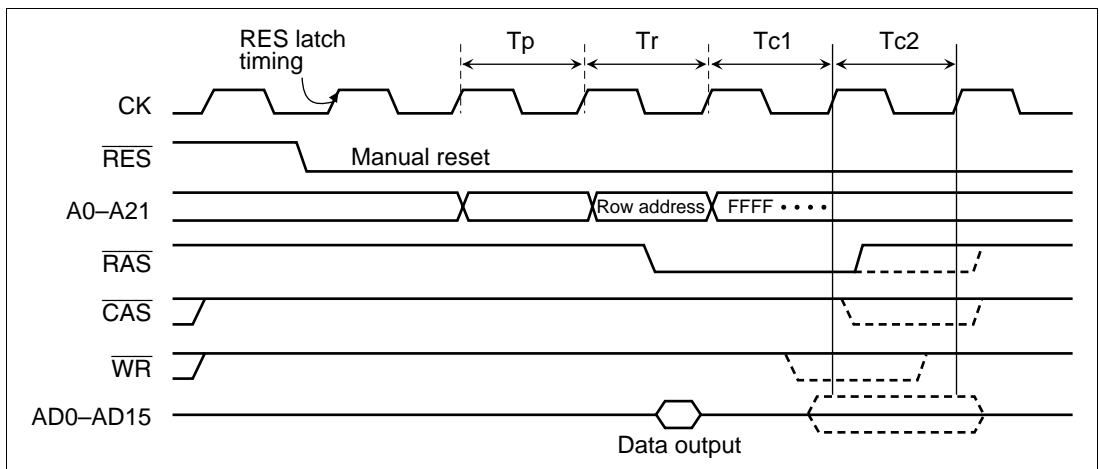 RES latch
timing
Tp
Tr
Tc1
Tc2
CK
RES
Manual reset
A0–A21
Row address
FFFF ····
RAS
CAS
WR
AD0–AD15
Data output